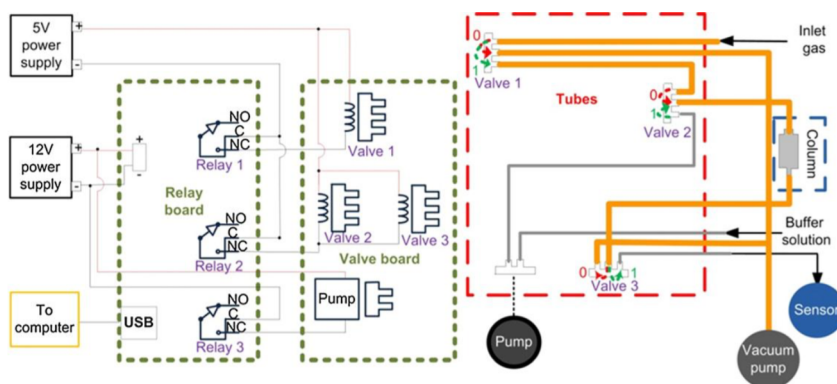 5V
power
supply
+
-
12V
power
supply
+
-
To
computer
+
-
NO
C
NC
Relay 1
Relay
board
NO
C
NC
Relay 2
USB
NO
C
NC
Relay 3
Valve 1
Valve 2
Valve 3
Valve board
Pump
0
1
Valve 1
Tubes
0
1
Valve 2
Inlet
gas
Column
Buffer
solution
0
1
Valve 3
Pump
Sensor
Vacuum
pump